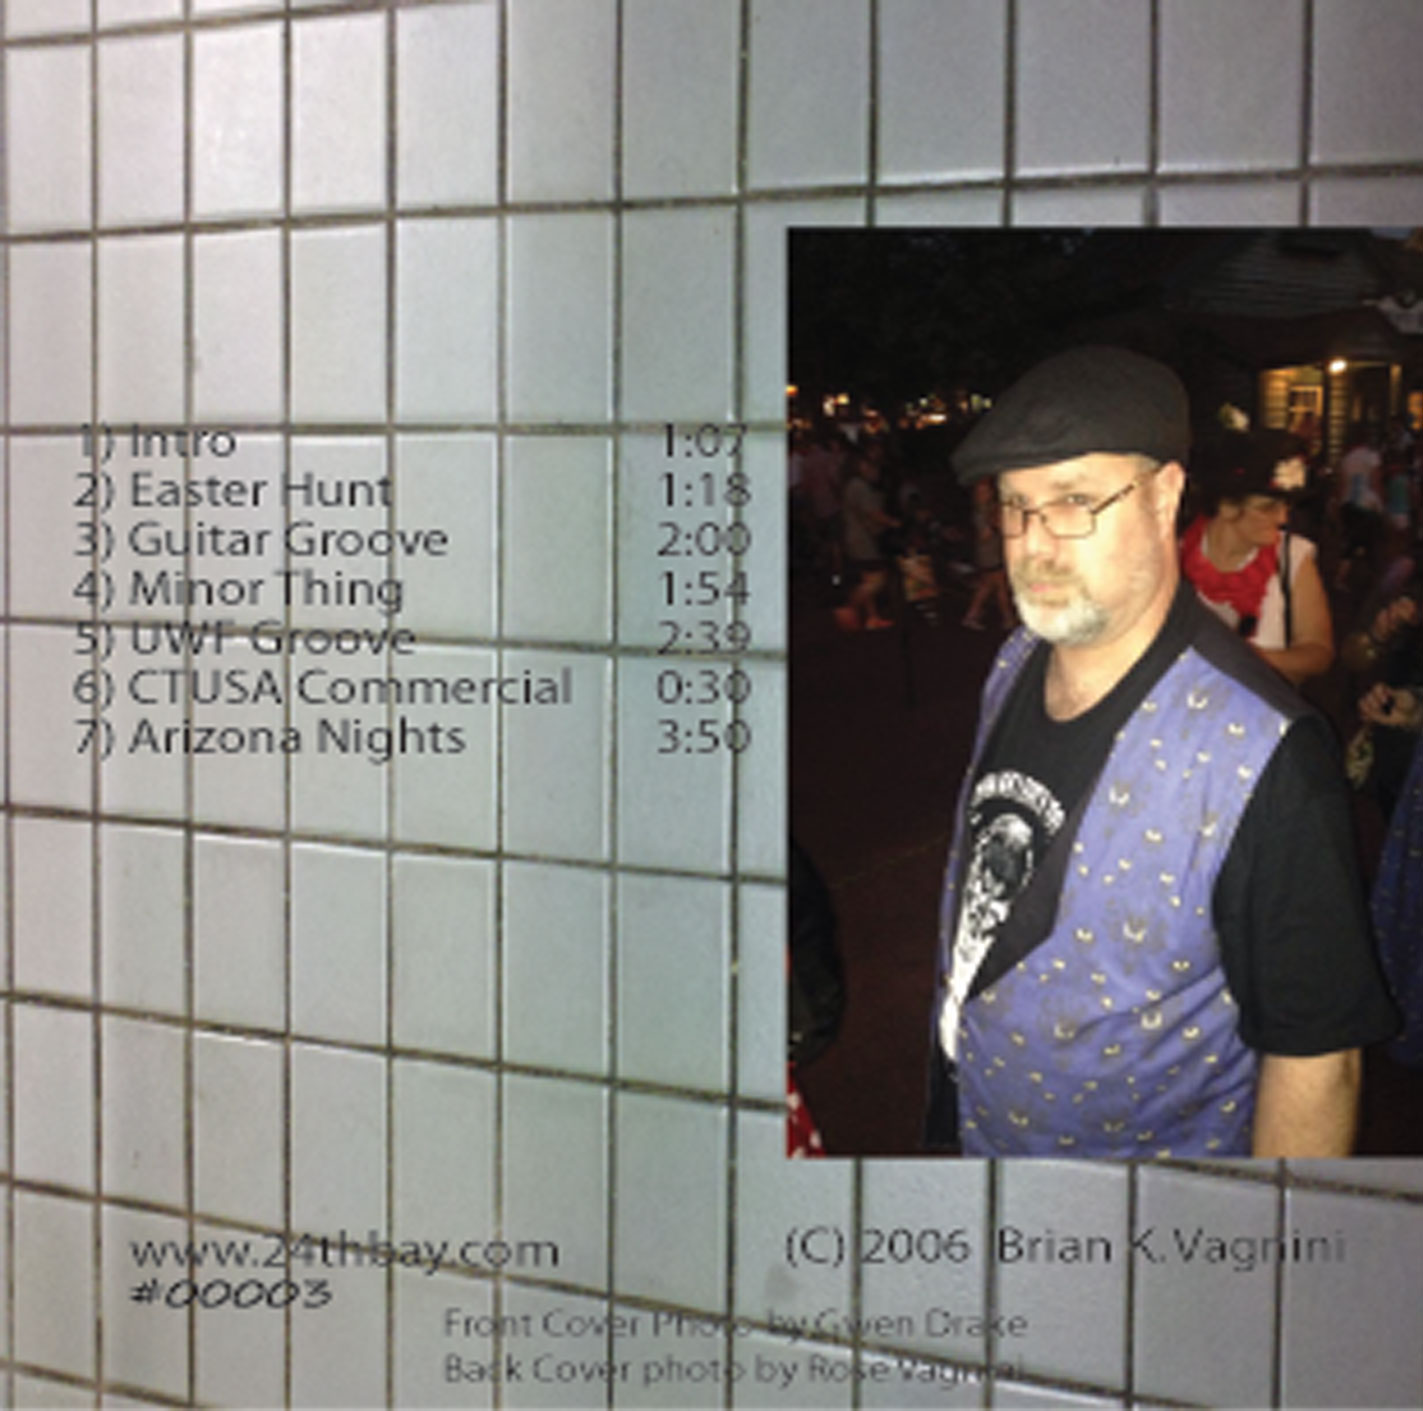 1) Intro 1:07
2) Easter Hunt 1:18
3) Guitar Groove 2:00
4) Minor Thing 1:54
5) UWF Groove 2:39
6) CTUSA Commercial 0:30
7) Arizona Nights 3:50
www.24thbay.com
#00003
(C) 2006 Brian K. Vagnini
Front Cover Photo by Gwen Drake
Back Cover photo by Rose Vagnini